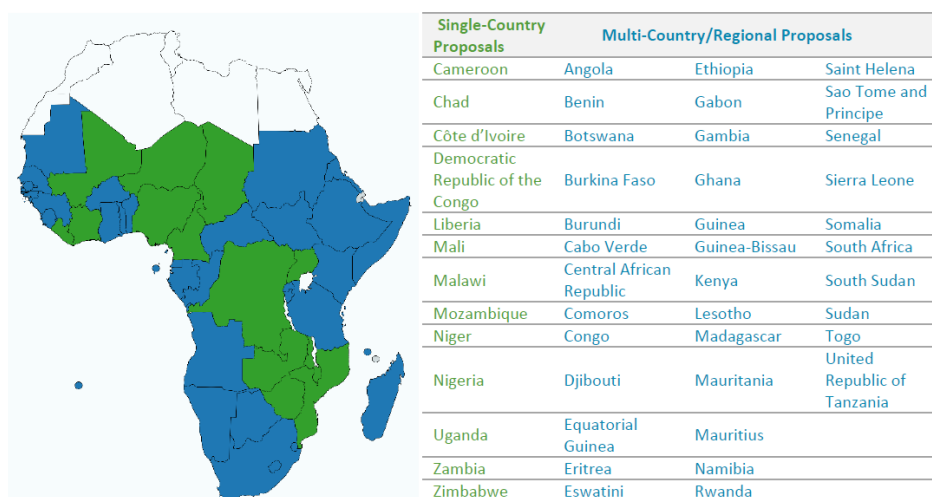 Single-Country
Proposals
Multi-Country/Regional Proposals
Cameroon Angola Ethiopia Saint Helena
Chad Benin Gabon Sao Tome and
Principe
Côte d'Ivoire Botswana Gambia Senegal
Democratic
Republic of the
Congo
Burkina Faso Ghana Sierra Leone
Liberia Burundi Guinea Somalia
Mali Cabo Verde Guinea-Bissau South Africa
Malawi Central African
Republic
Kenya South Sudan
Mozambique Comoros Lesotho Sudan
Niger Congo Madagascar Togo
Nigeria Djibouti Mauritania United
Republic of
Tanzania
Uganda Equatorial
Guinea
Mauritius
Zambia Eritrea Namibia
Zimbabwe Eswatini Rwanda